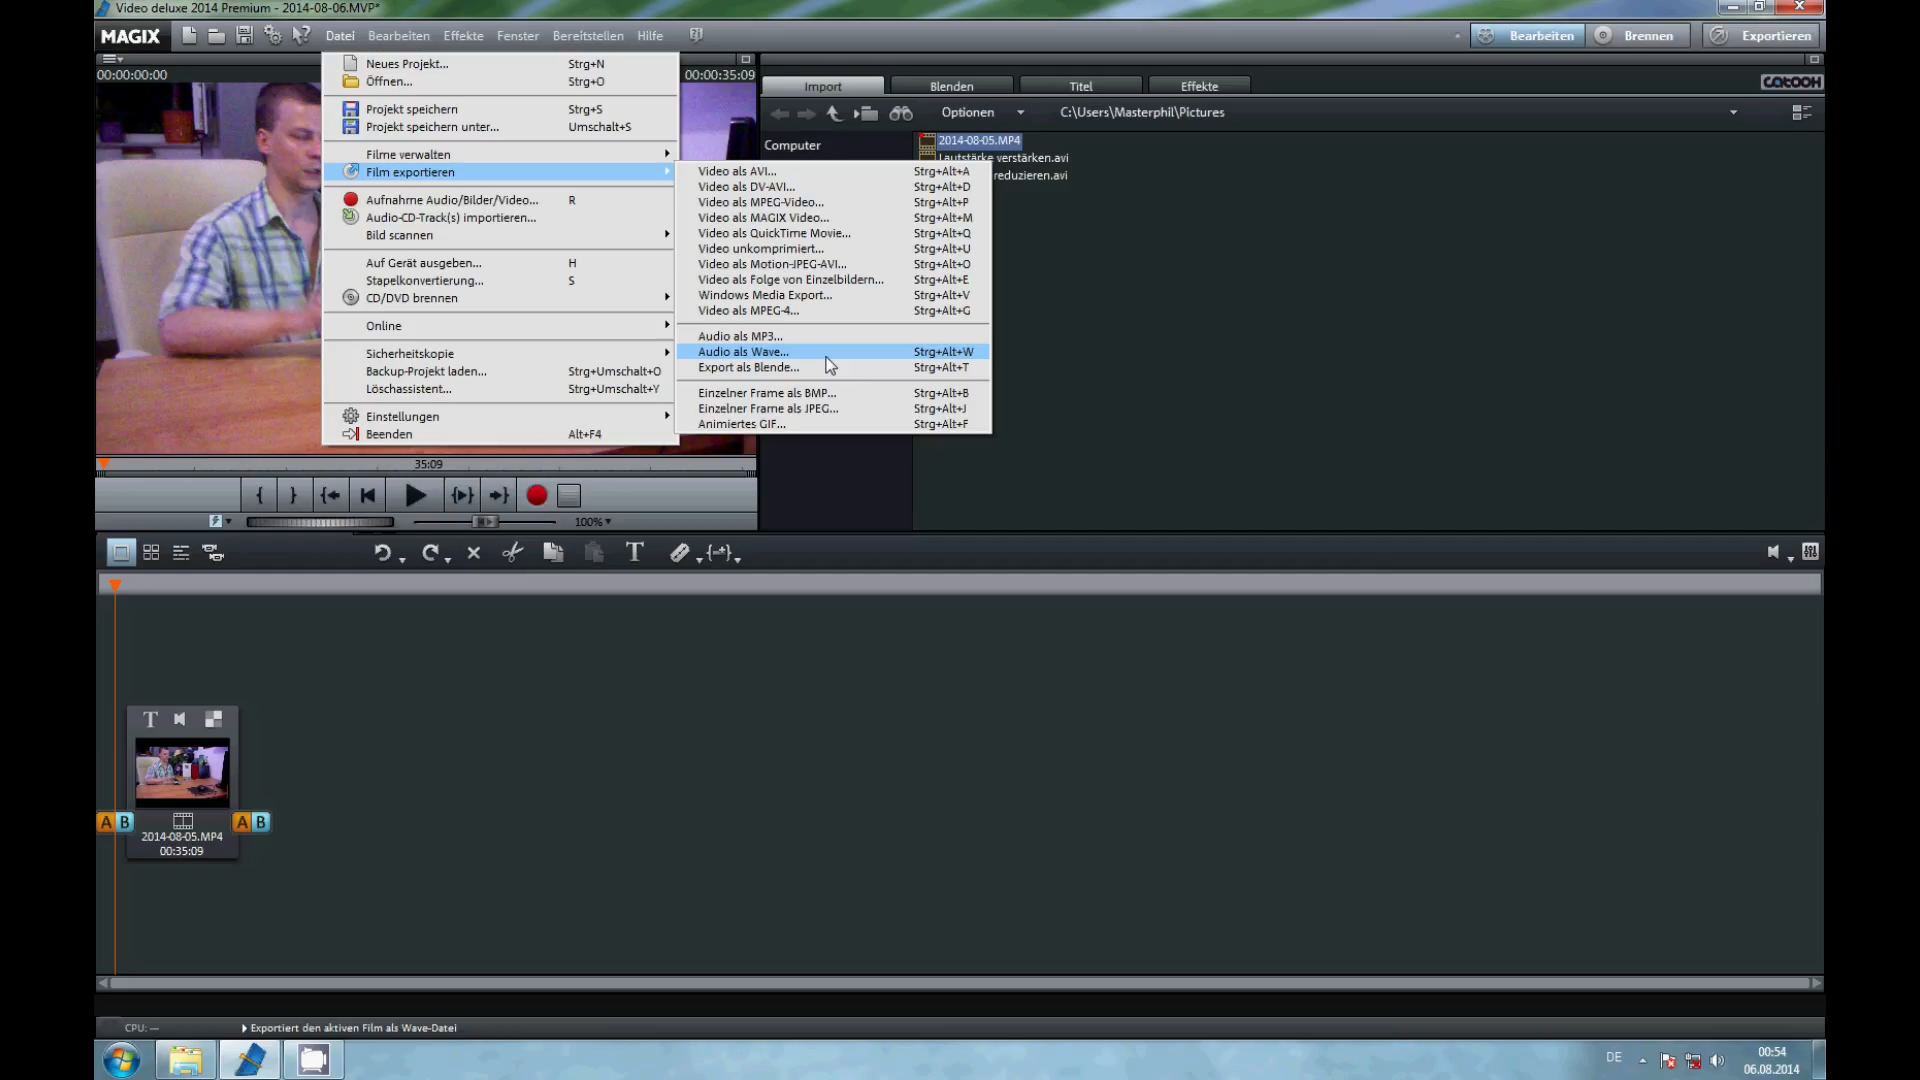 Video deluxe 2014 Premium - 2014-08-06.MVP*
MAGIX
Datei Bearbeiten Effekte Fenster Bereitstellen Hilfe
Bearbeiten Brennen Exportieren
00:00:00:00
00:00:35:09
Neues Projekt... Strg+N
Öffnen... Strg+O
Projekt speichern Strg+S
Projekt speichern unter... Umschalt+S
Filme verwalten
Film exportieren
Aufnahme Audio/Bilder/Video... R
Audio-CD-Track(s) importieren...
Bild scannen
Auf Gerät ausgeben... H
Stapelkonvertierung... S
CD/DVD brennen
Online
Sicherheitskopie
Backup-Projekt laden... Strg+Umschalt+O
Löschassistent... Strg+Umschalt+Y
Einstellungen
Beenden Alt+F4
Video als AVI... Strg+Alt+A
Video als DV-AVI... Strg+Alt+D
Video als MPEG-Video... Strg+Alt+P
Video als MAGIX Video... Strg+Alt+M
Video als QuickTime Movie... Strg+Alt+Q
Video unkomprimiert... Strg+Alt+U
Video als Motion-JPEG-AVI... Strg+Alt+O
Video als Folge von Einzelbildern... Strg+Alt+E
Windows Media Export... Strg+Alt+V
Video als MPEG-4... Strg+Alt+G
Audio als MP3...
Audio als Wave... Strg+Alt+W
Export als Blende... Strg+Alt+T
Einzelner Frame als BMP... Strg+Alt+B
Einzelner Frame als JPEG... Strg+Alt+J
Animiertes GIF... Strg+Alt+F
Import Blenden Titel Effekte
catooh
Optionen C:\Users\Masterphil\Pictures
Computer
2014-08-05.MP4
Lautstärke verstärken.avi
reduzieren.avi
35:09
100%
T
T
A B
A B
2014-08-05.MP4
00:35:09
CPU: —
Exportiert den aktiven Film als Wave-Datei
DE
00:54
06.08.2014